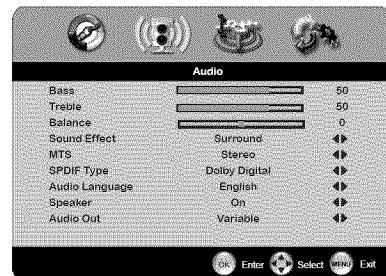 Audio
Bass 50
Treble 50
Balance 0
Sound Effect Surround
MTS Stereo
SPDIF Type Dolby Digital
Audio Language English
Speaker On
Audio Out Variable
OK Enter Select MENU Exit